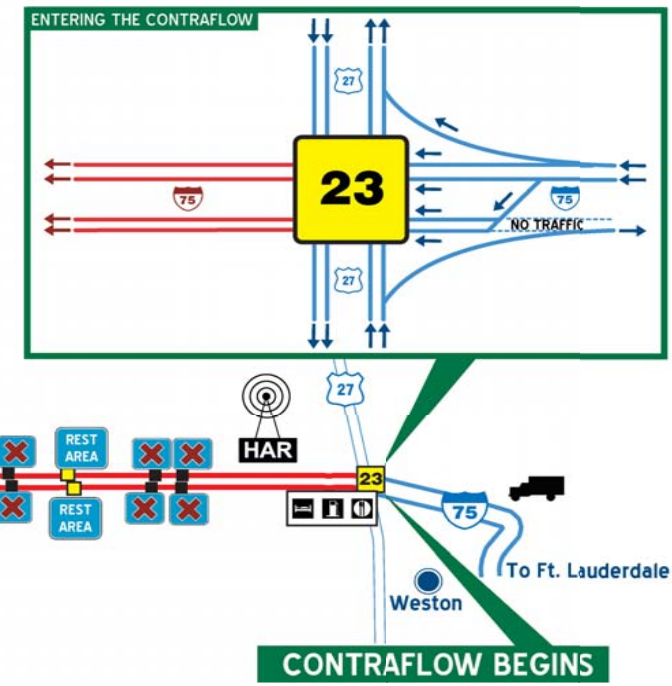 ENTERING THE CONTRAFLOW
27
23
75
75
NO TRAFFIC
27
27
HAR
REST
AREA
23
REST
AREA
75
To Ft. Lauderdale
Weston
CONTRAFLOW BEGINS